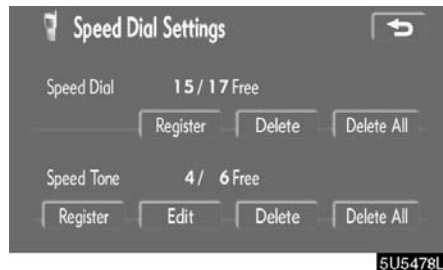 Speed Dial Settings
Speed Dial 15/17 Free
Register Delete Delete All
Speed Tone 4/ 6 Free
Register Edit Delete Delete All
5U5478L